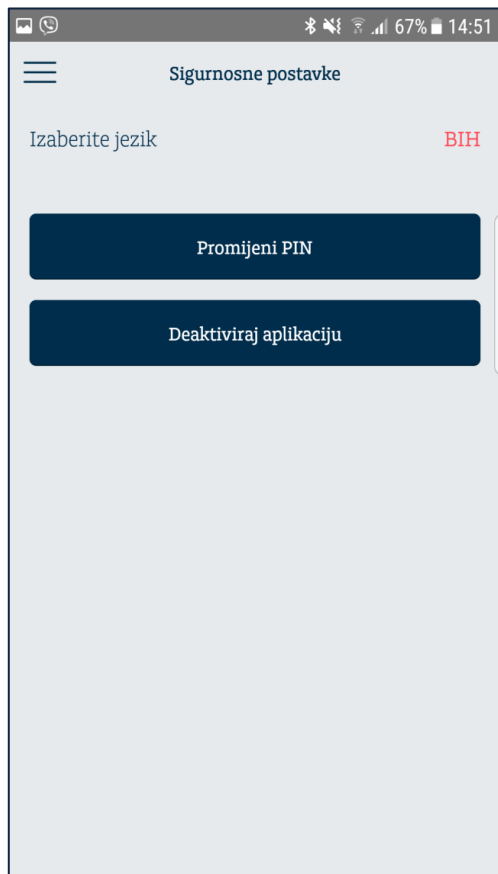 67% 14:51
Sigurnosne postavke
Izaberite jezik BIH
Promijeni PIN
Deaktiviraj aplikaciju